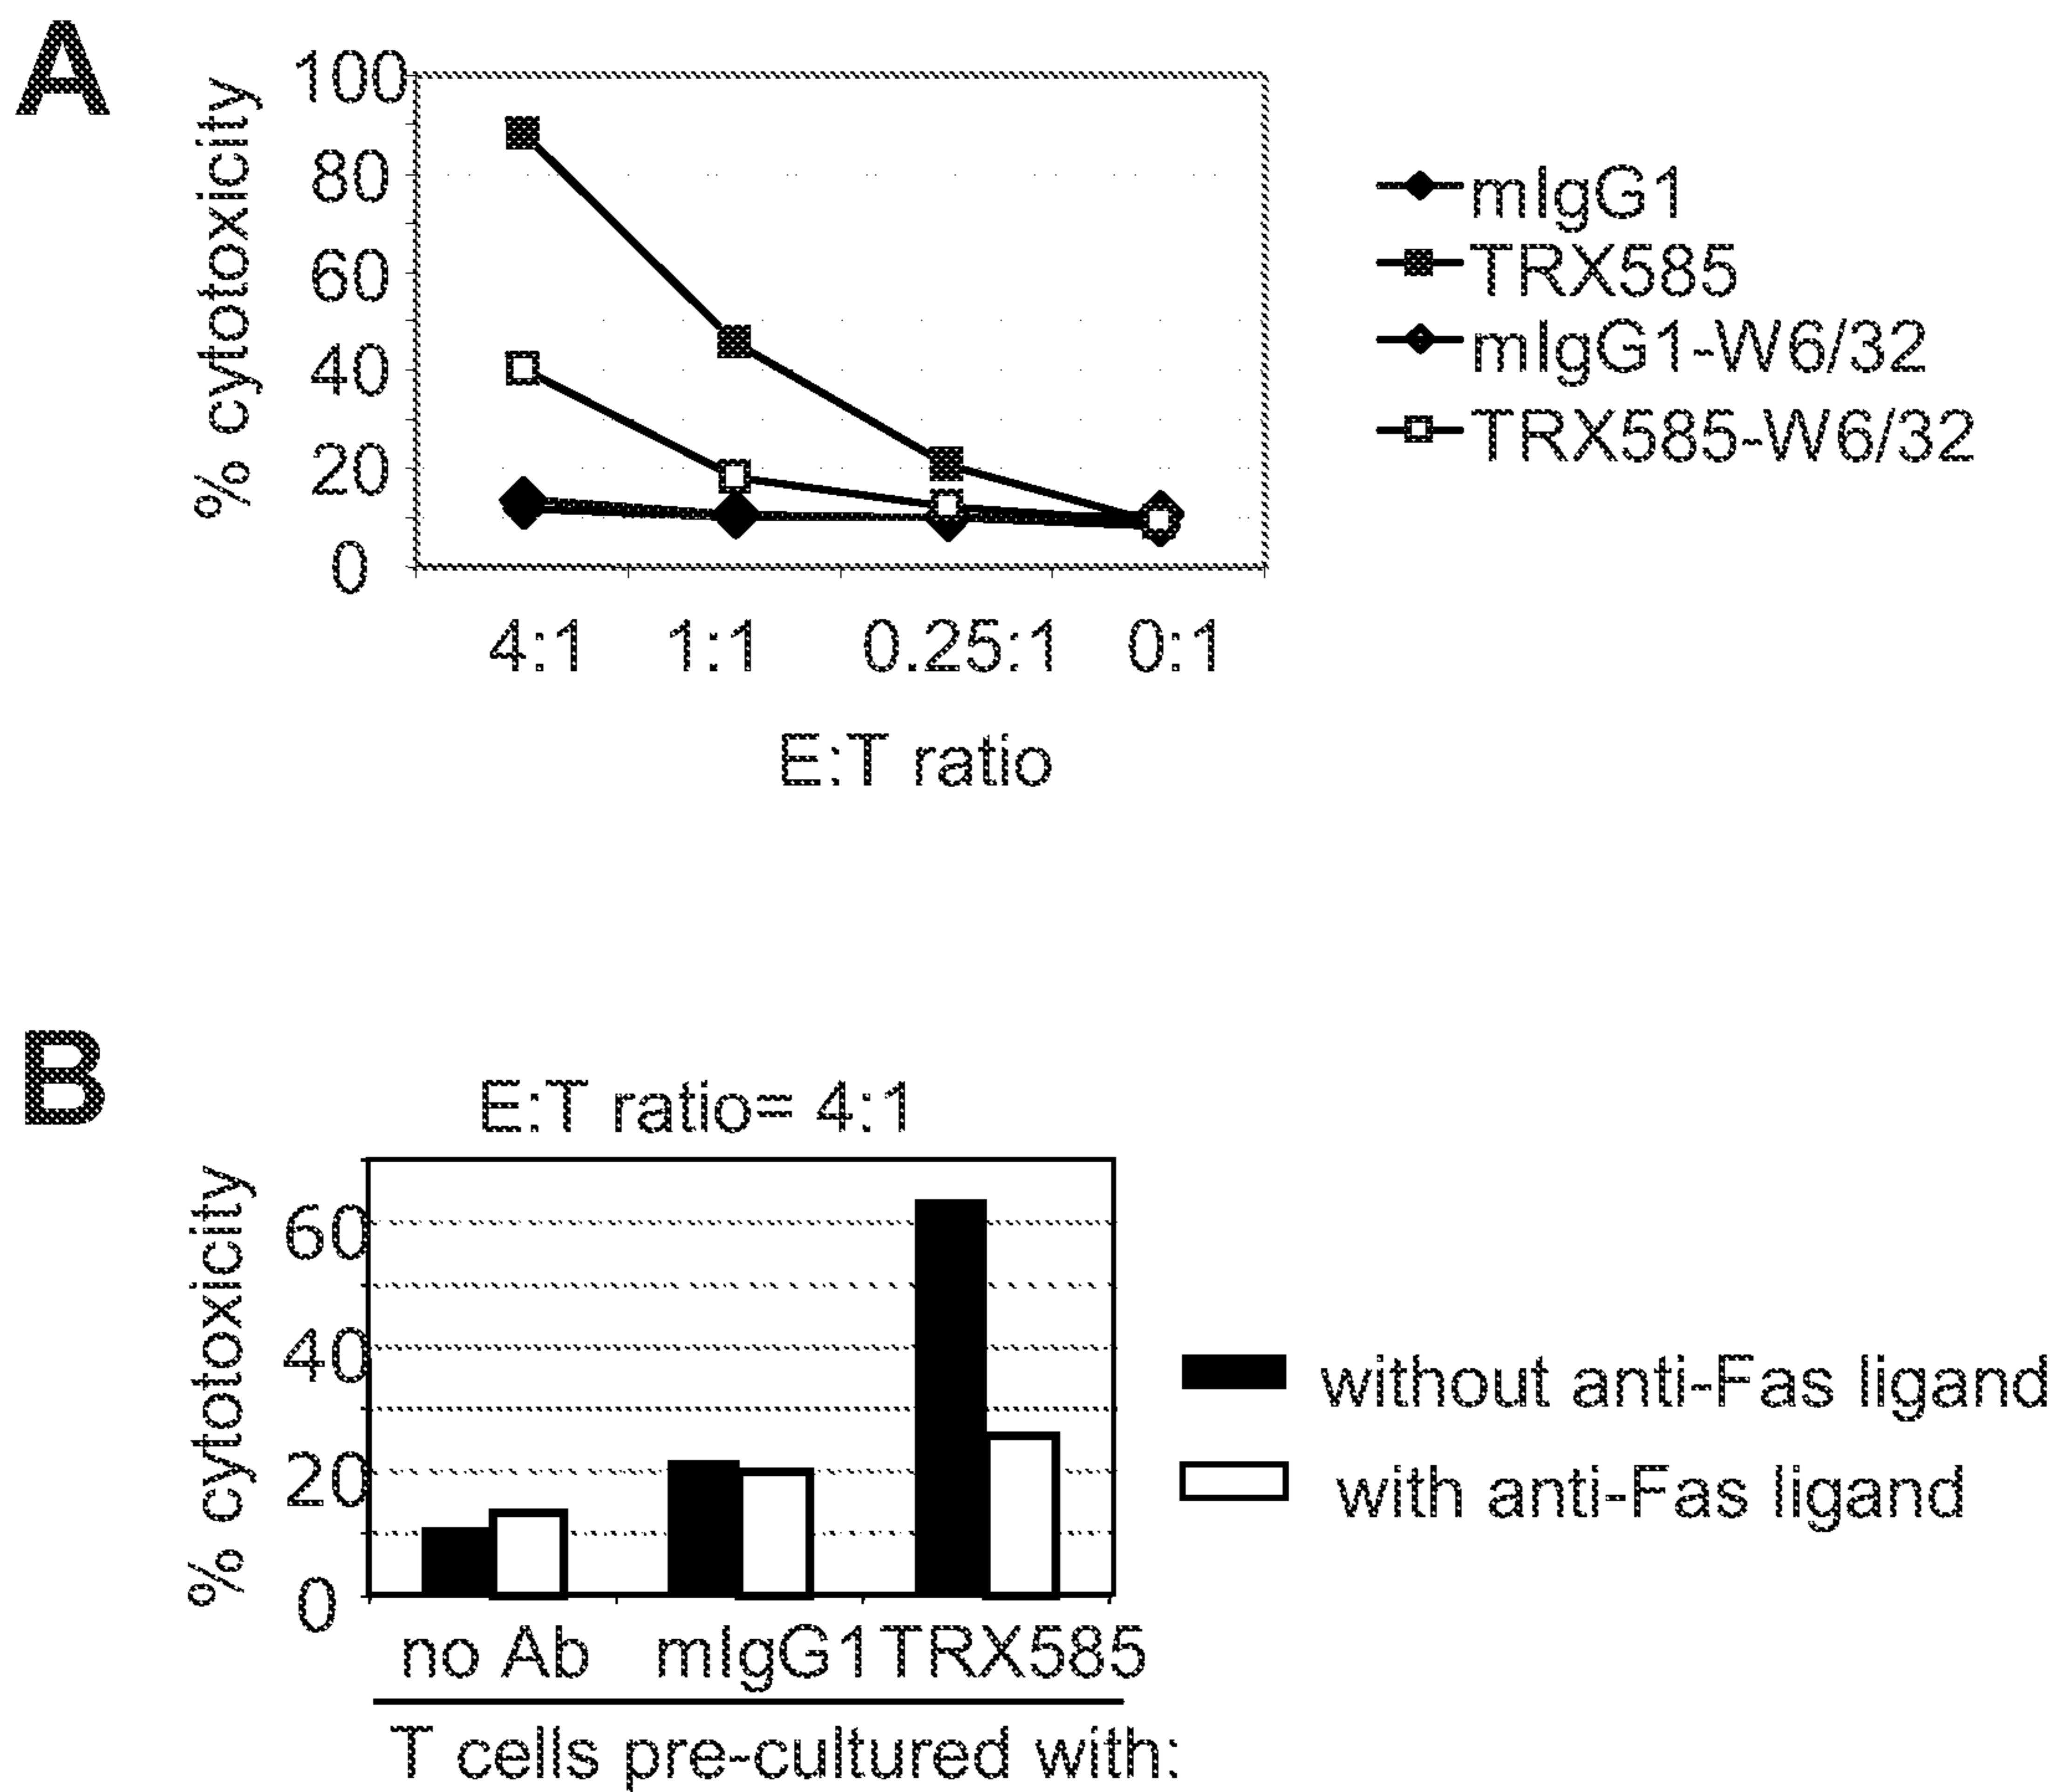 A
% cytotoxicity
100
80
60
40
20
0
4:1 1:1 0.25:1 0:1
E:T ratio
mIgG1
TRX585
mIgG1-W6/32
TRX585-W6/32
B
E:T ratio= 4:1
% cytotoxicity
60
40
20
0
no Ab mIgG1 TRX585
T cells pre-cultured with:
without anti-Fas ligand
with anti-Fas ligand